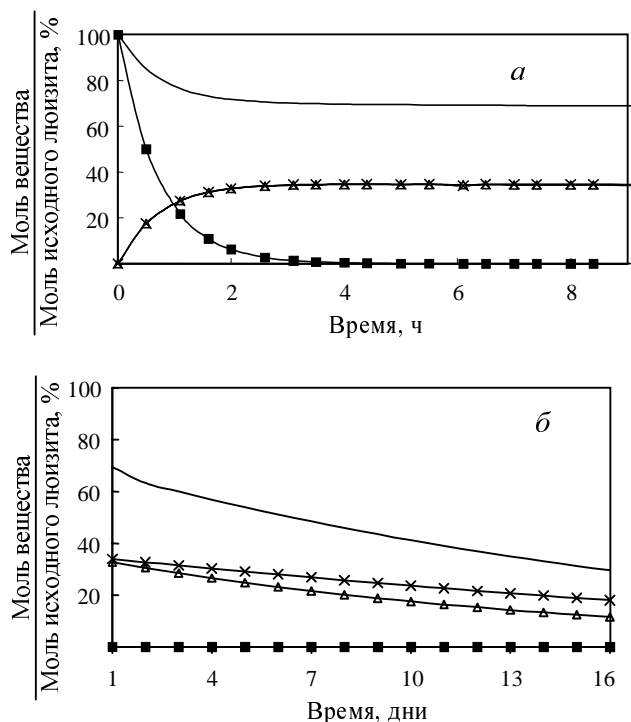 Моль вещества
Моль исходного люизита, %
100
80
60
40
20
а
0
2
4
6
8
Время, ч
Моль вещества
Моль исходного люизита, %
100
80
60
40
20
б
1
4
7
10
13
16
Время, дни